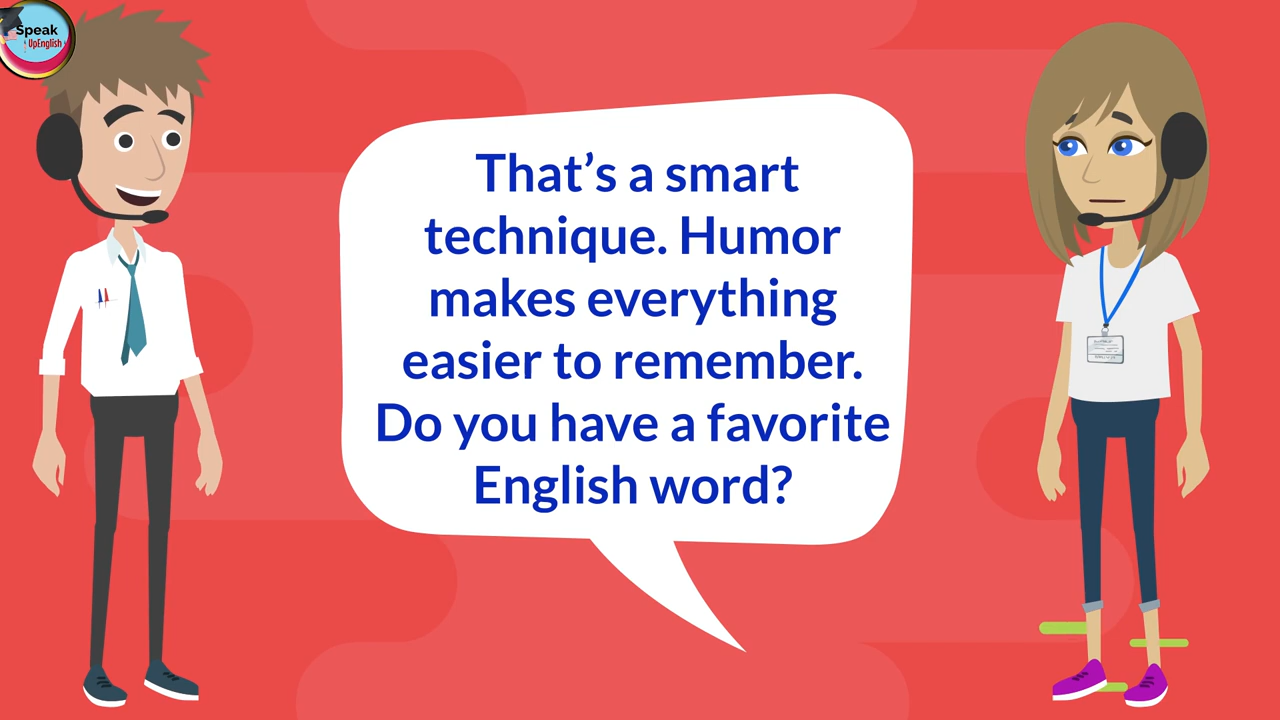 Speak
UpEnglish
That's a smart
technique. Humor
makes everything
easier to remember.
Do you have a favorite
English word?